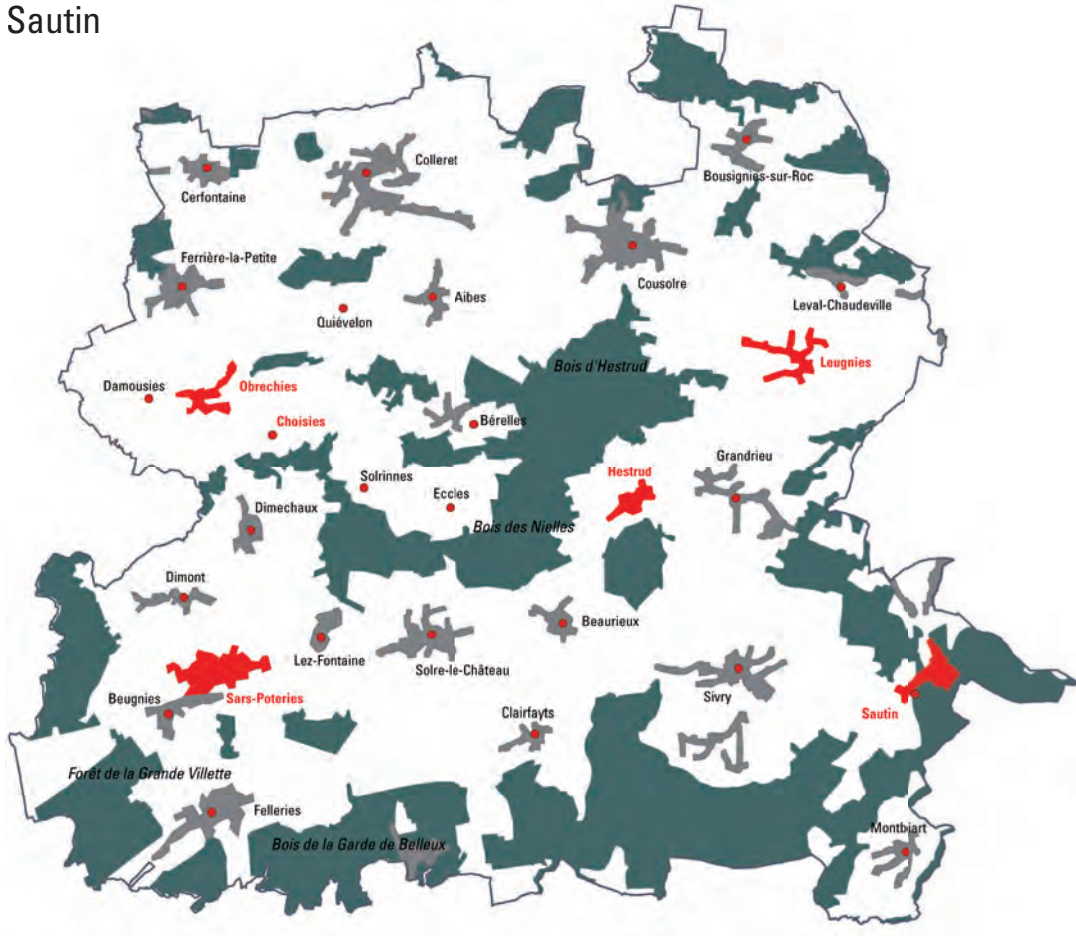 Sautin
Colleret
Bousignies-sur-Roc
Cerfontaine
Ferrière-la-Petite
Cousolre
Aibes
Leval-Chaudeville
Quiévelon
Bois d'Hestrud
Leugnies
Damousies
Obrechies
Choisies
Bérelles
Grandrieu
Hestrud
Solrinnes
Eccles
Dimechaux
Bois des Nielles
Dimont
Beaurieux
Lez-Fontaine
Solre-le-Château
Beugnies
Sars-Poteries
Sivry
Sautin
Clairfayts
Forêt de la Grande Villette
Felleries
Montbiart
Bois de la Garde de Belleux